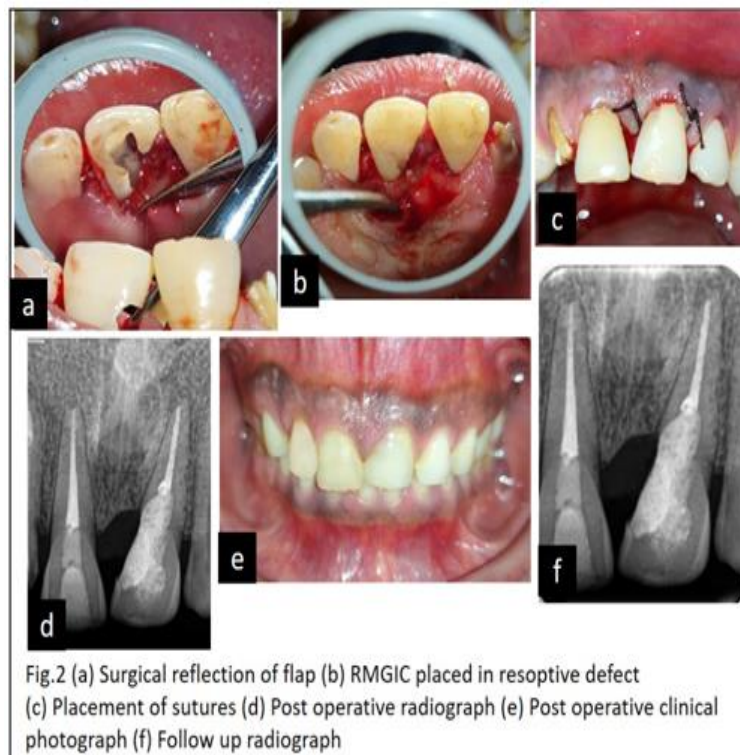 a
b
c
d
e
f
Fig.2 (a) Surgical reflection of flap (b) RMGIC placed in resoptive defect
(c) Placement of sutures (d) Post operative radiograph (e) Post operative clinical
photograph (f) Follow up radiograph